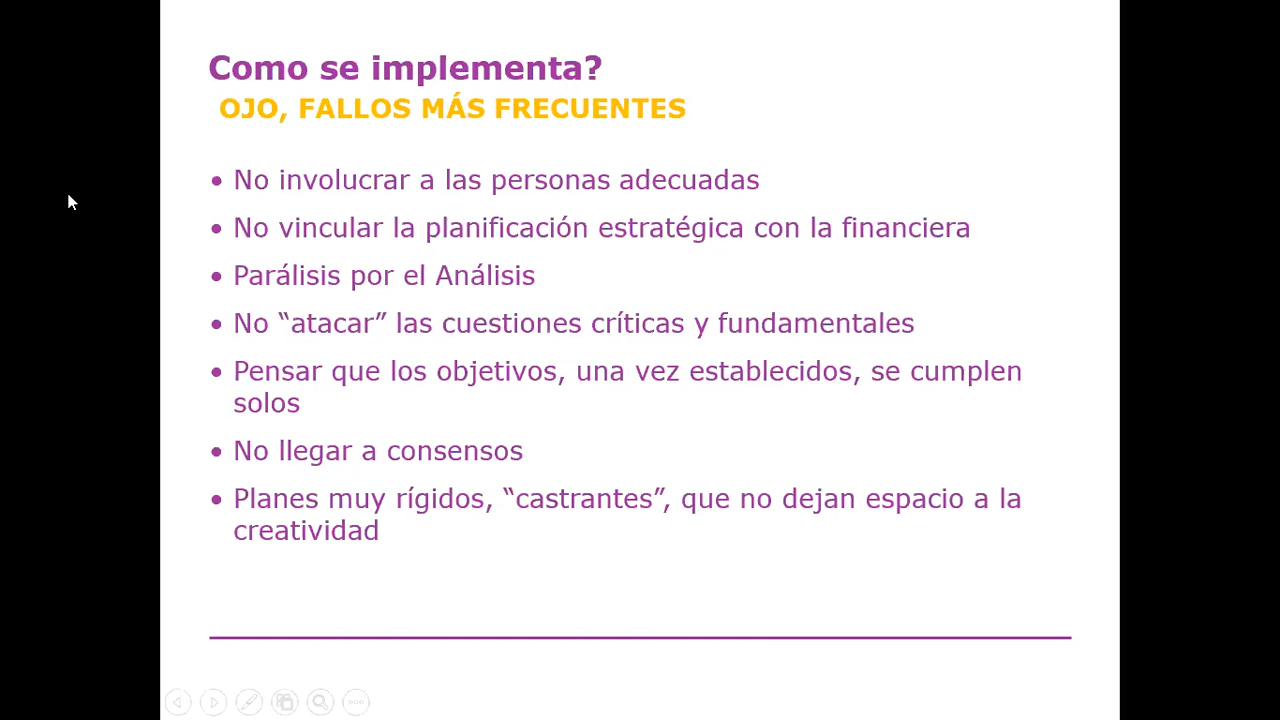 Como se implementa?
OJO, FALLOS MÁS FRECUENTES
• No involucrar a las personas adecuadas
• No vincular la planificación estratégica con la financiera
• Parálisis por el Análisis
• No “atacar” las cuestiones críticas y fundamentales
• Pensar que los objetivos, una vez establecidos, se cumplen
solos
• No llegar a consensos
• Planes muy rígidos, “castrantes”, que no dejan espacio a la
creatividad